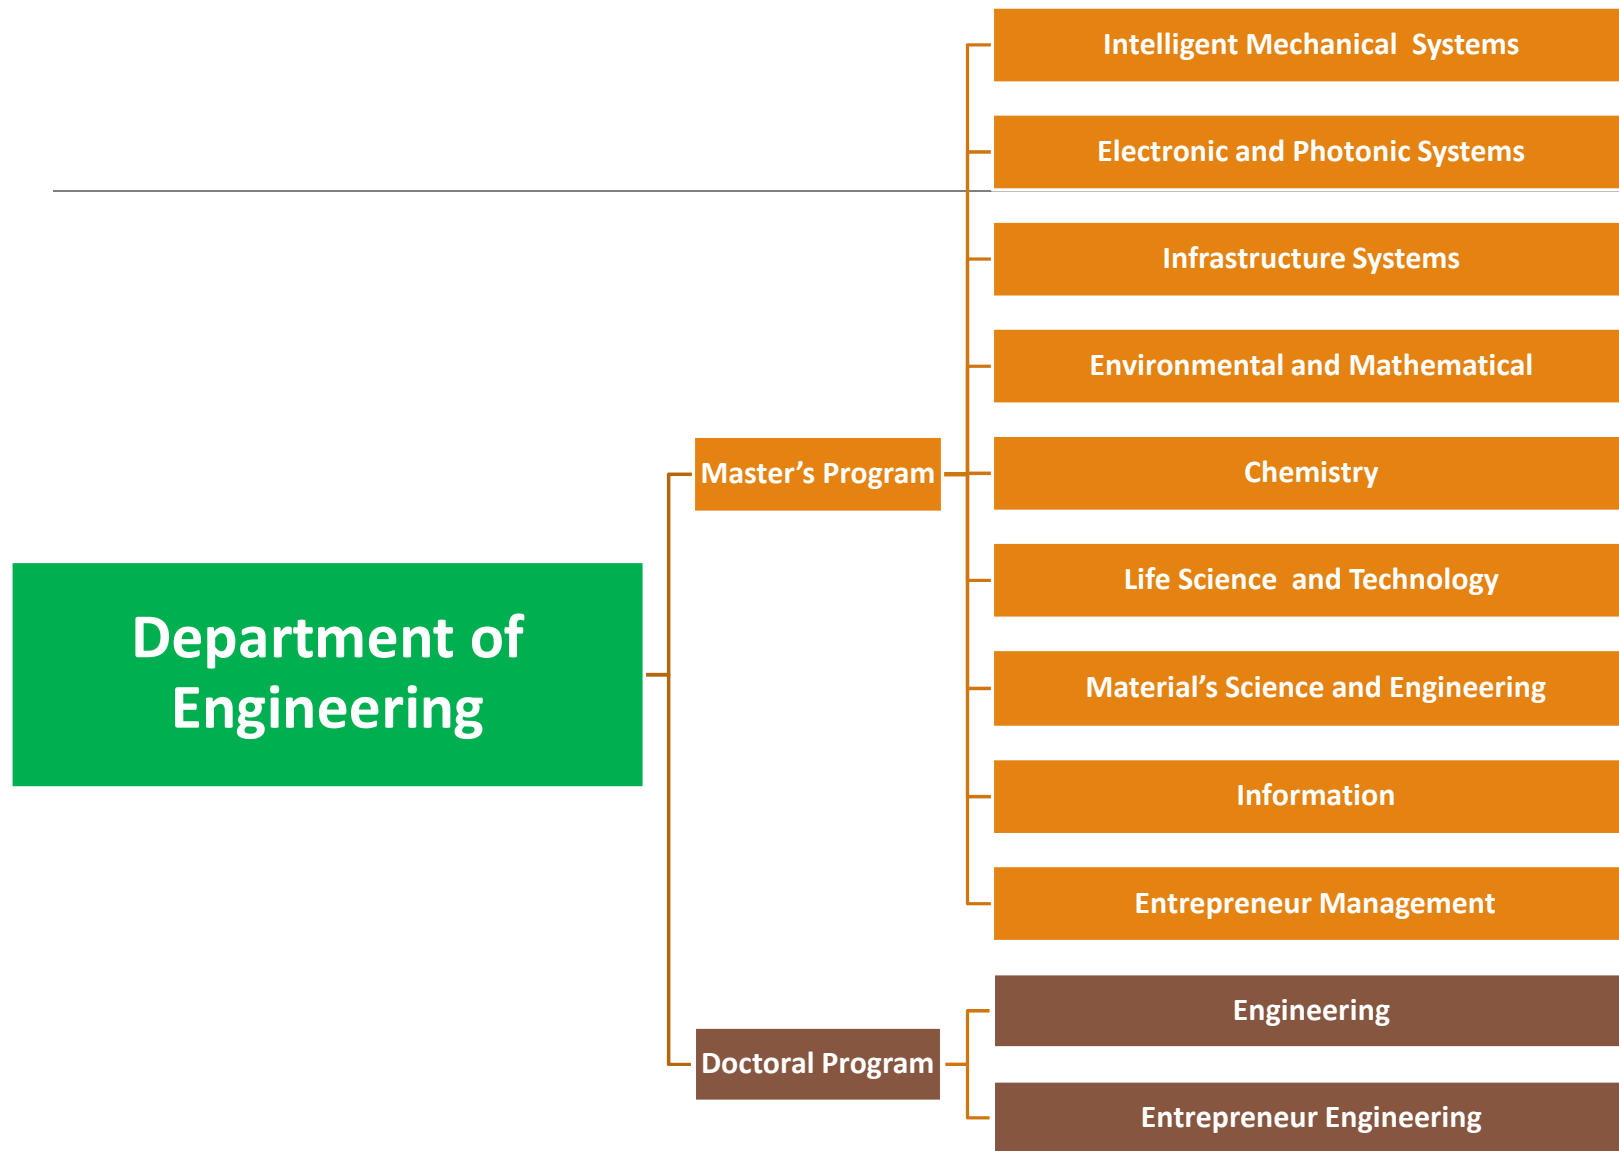 Department of
Engineering
Master’s Program
Intelligent Mechanical  Systems
Electronic and Photonic Systems
Infrastructure Systems
Environmental and Mathematical
Chemistry
Life Science  and Technology
Material’s Science and Engineering
Information
Entrepreneur Management
Doctoral Program
Engineering
Entrepreneur Engineering